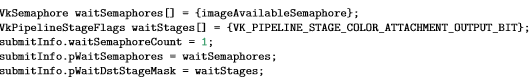 VkSemaphore waitSemaphores[] = {imageAvailableSemaphore};
VkPipelineStageFlags waitStages[] = {VK_PIPELINE_STAGE_COLOR_ATTACHMENT_OUTPUT_BIT};
submitInfo.waitSemaphoreCount = 1;
submitInfo.pWaitSemaphores = waitSemaphores;
submitInfo.pWaitDstStageMask = waitStages;